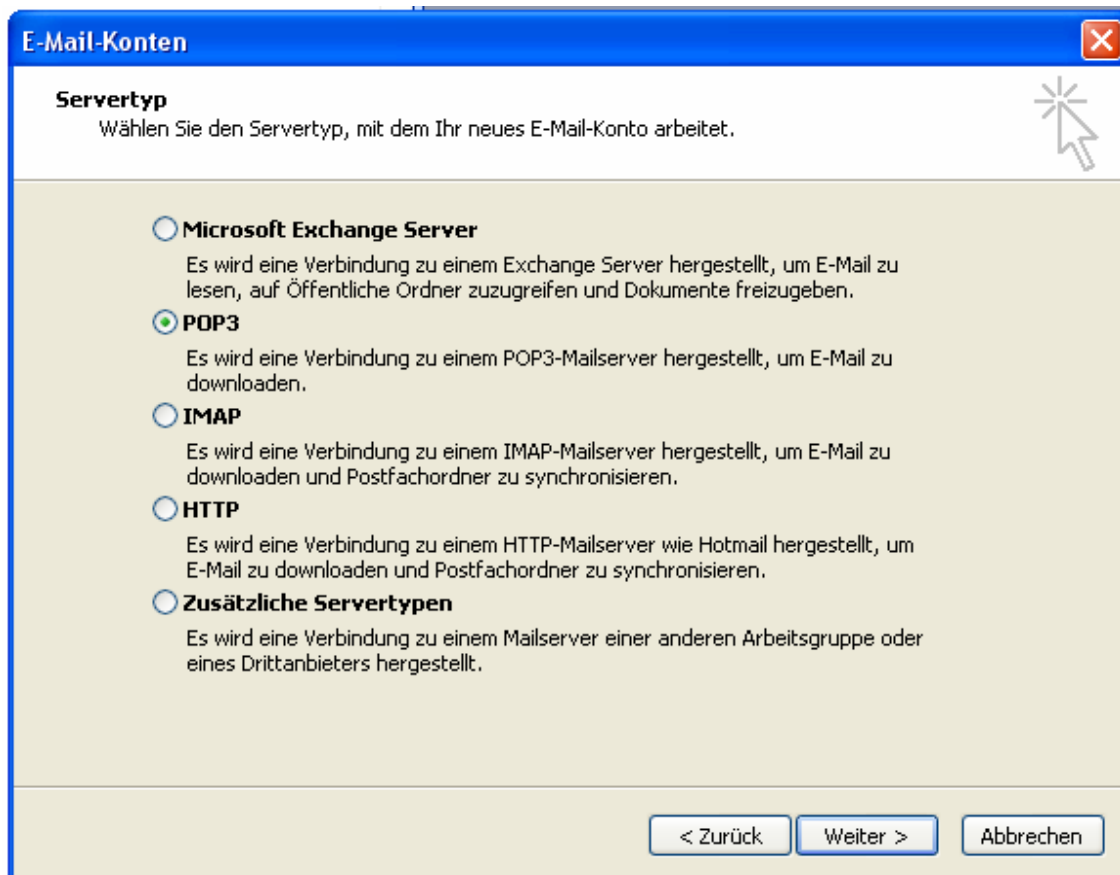 E-Mail-Konten
Servertyp
Wählen Sie den Servertyp, mit dem Ihr neues E-Mail-Konto arbeitet.
Microsoft Exchange Server
Es wird eine Verbindung zu einem Exchange Server hergestellt, um E-Mail zu
lesen, auf Öffentliche Ordner zuzugreifen und Dokumente freizugeben.
POP3
Es wird eine Verbindung zu einem POP3-Mailserver hergestellt, um E-Mail zu
downloaden.
IMAP
Es wird eine Verbindung zu einem IMAP-Mailserver hergestellt, um E-Mail zu
downloaden und Postfachordner zu synchronisieren.
HTTP
Es wird eine Verbindung zu einem HTTP-Mailserver wie Hotmail hergestellt, um
E-Mail zu downloaden und Postfachordner zu synchronisieren.
Zusätzliche Servertypen
Es wird eine Verbindung zu einem Mailserver einer anderen Arbeitsgruppe oder
eines Drittanbieters hergestellt.
< Zurück Weiter > Abbrechen